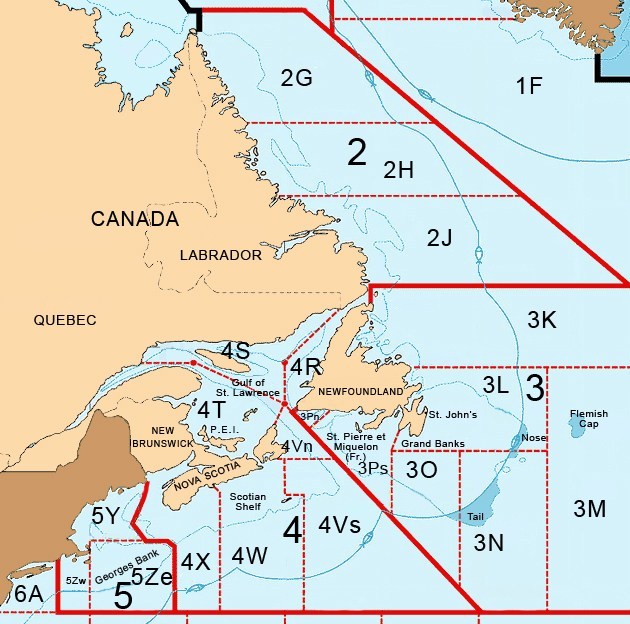 2G
1F
2
2H
CANADA
2J
LABRADOR
QUEBEC
3K
4S
4R
3L
3
Gulf of
St. Lawrence
NEWFOUNDLAND
4T
3Pn
St. John's
Flemish
Cap
P.E.I.
NEW
BRUNSWICK
St. Pierre et
Miquelon
(Fr.)
Grand Banks
Nose
4Vn
3Ps
3O
NOVA SCOTIA
Scotian
Shelf
3M
5Y
4
4Vs
Tail
3N
4X
4W
Georges Bank
5Zw
5Ze
5
6A